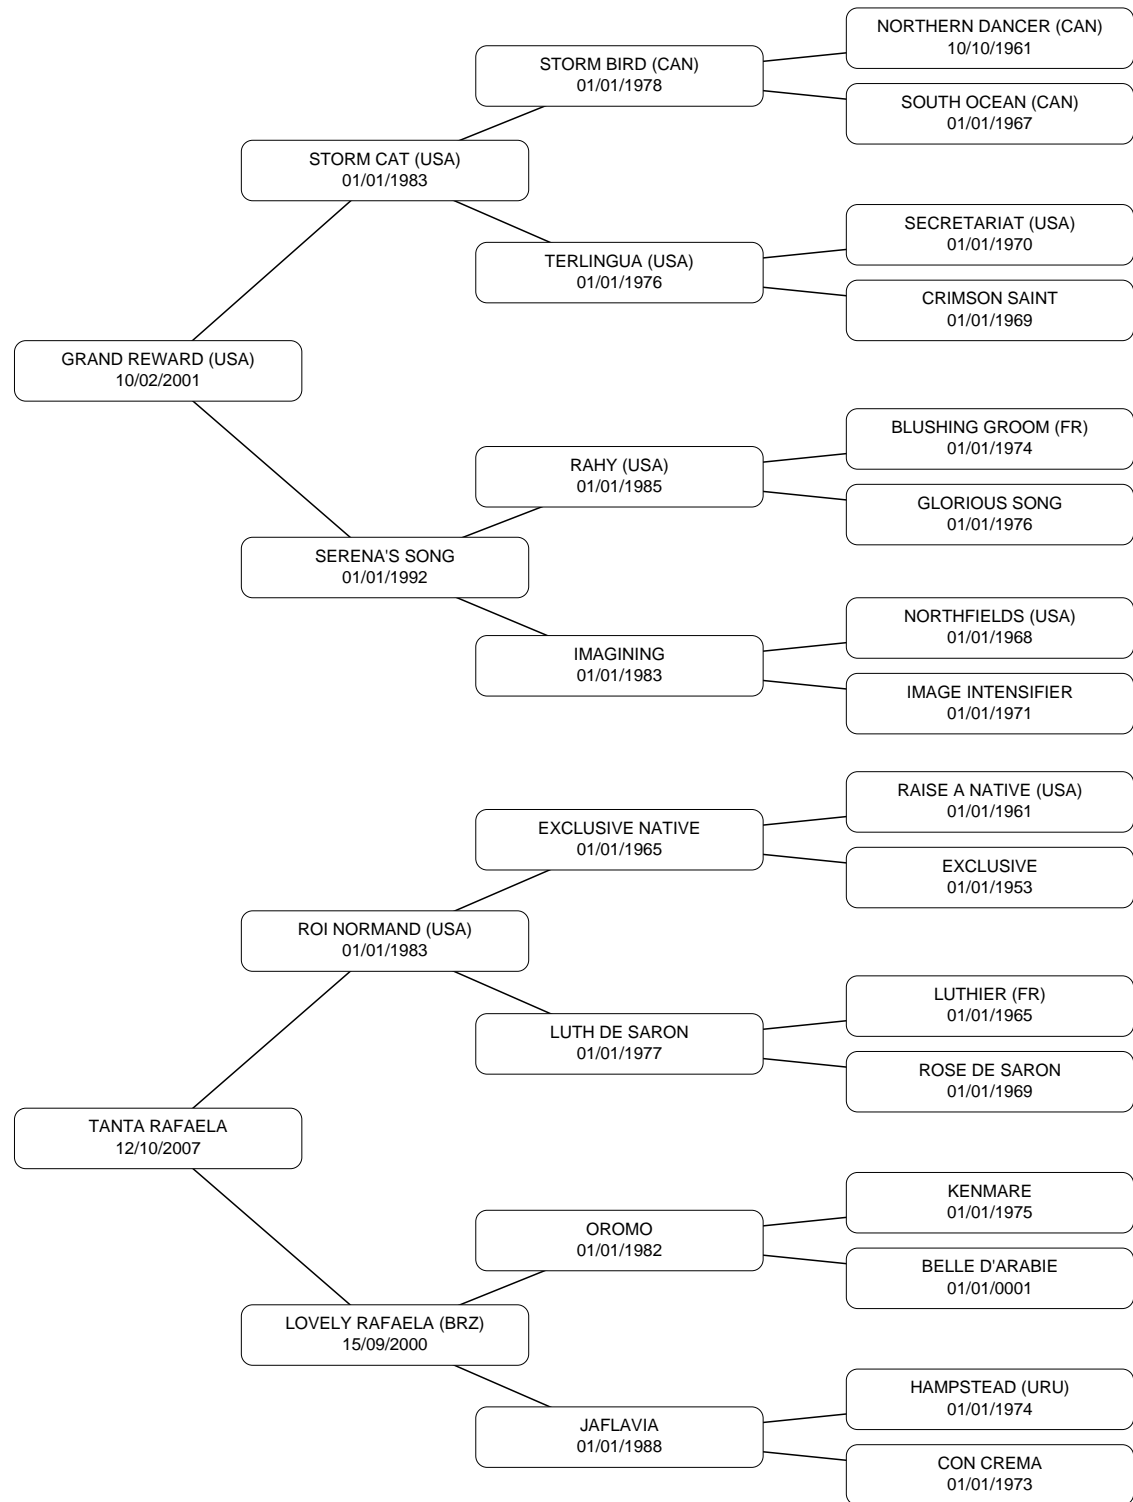 NORTHERN DANCER (CAN)
10/10/1961
STORM BIRD (CAN)
01/01/1978
SOUTH OCEAN (CAN)
01/01/1967
STORM CAT (USA)
01/01/1983
SECRETARIAT (USA)
01/01/1970
TERLINGUA (USA)
01/01/1976
CRIMSON SAINT
01/01/1969
GRAND REWARD (USA)
10/02/2001
BLUSHING GROOM (FR)
01/01/1974
RAHY (USA)
01/01/1985
GLORIOUS SONG
01/01/1976
SERENA'S SONG
01/01/1992
NORTHFIELDS (USA)
01/01/1968
IMAGINING
01/01/1983
IMAGE INTENSIFIER
01/01/1971
RAISE A NATIVE (USA)
01/01/1961
EXCLUSIVE NATIVE
01/01/1965
EXCLUSIVE
01/01/1953
ROI NORMAND (USA)
01/01/1983
LUTHIER (FR)
01/01/1965
LUTH DE SARON
01/01/1977
ROSE DE SARON
01/01/1969
TANTA RAFAELA
12/10/2007
KENMARE
01/01/1975
OROMO
01/01/1982
BELLE D'ARABIE
01/01/0001
LOVELY RAFAELA (BRZ)
15/09/2000
HAMPSTEAD (URU)
01/01/1974
JAFLAVIA
01/01/1988
CON CREMA
01/01/1973